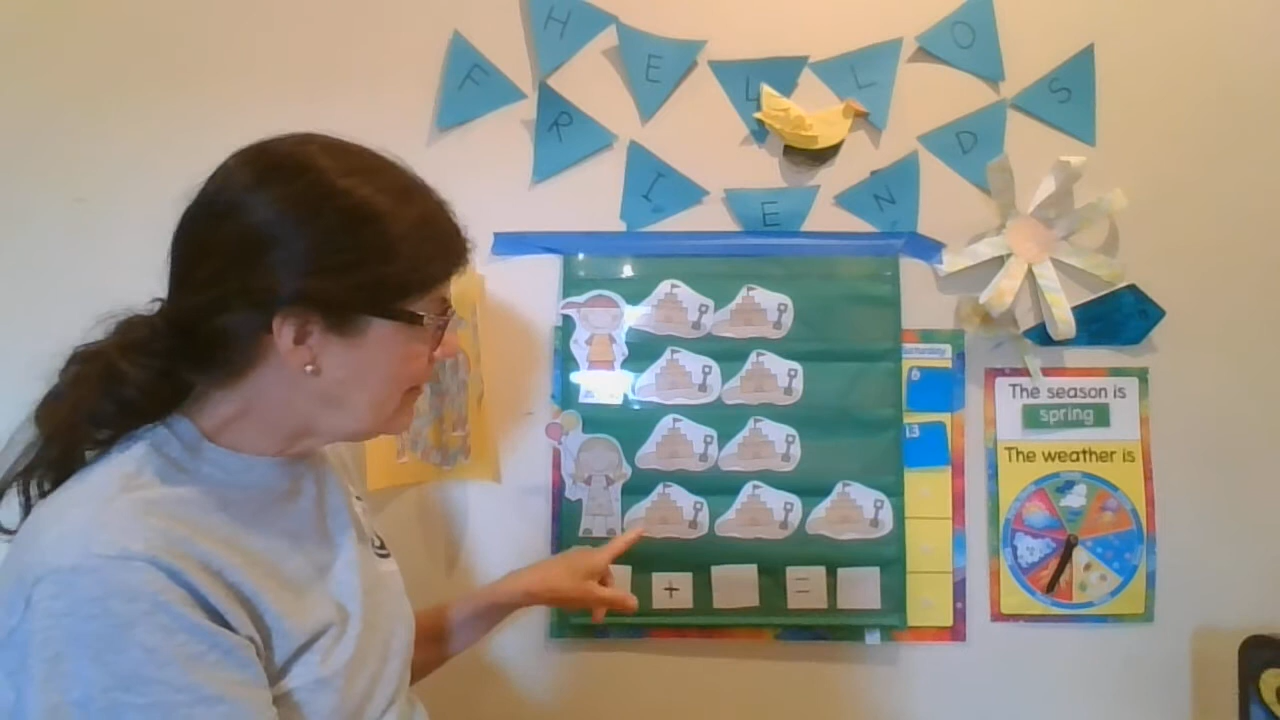 HELLO
FRIENDS
Saturday
6
13
The season is
spring
The weather is
+ =